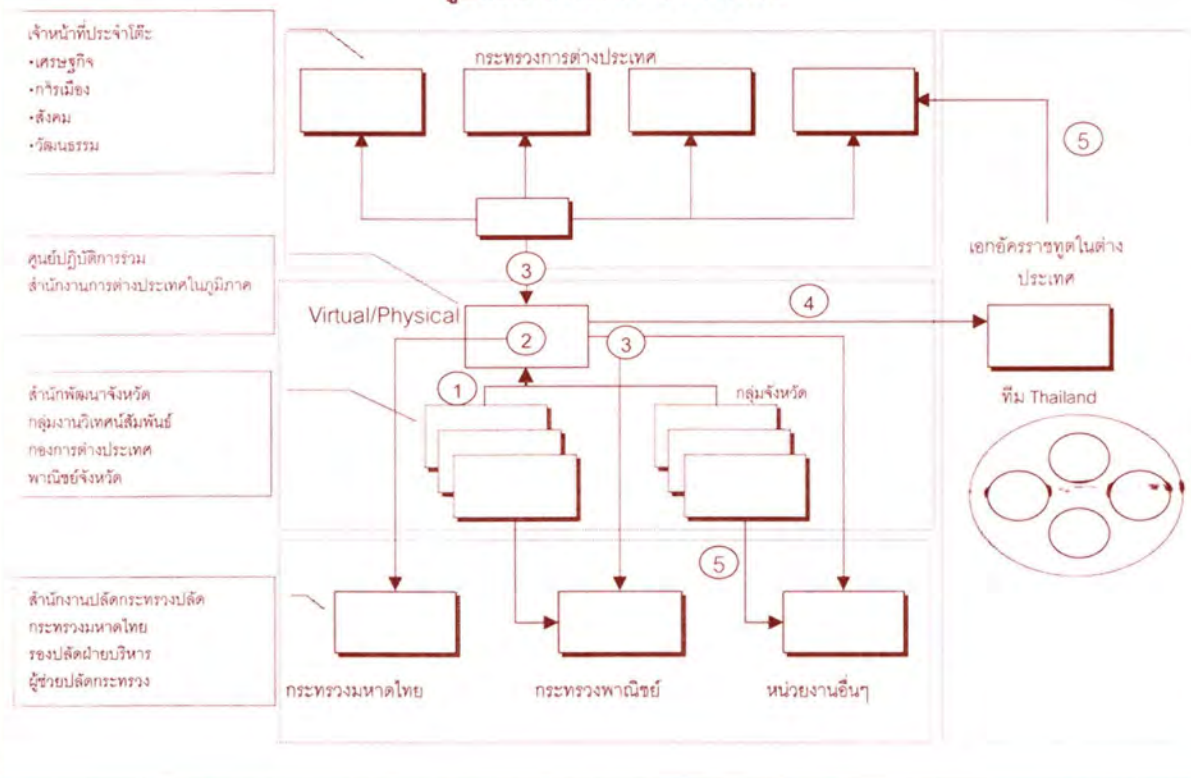 เจ้าหน้าที่ประจำโต๊ะ
•เศรษฐกิจ
•การเมือง
•สังคม
•วัฒนธรรม
กระทรวงการต่างประเทศ
5
เอกอัครราชทูตในต่าง
ประเทศ
ศูนย์ปฏิบัติการร่วม
สำนักงานการต่างประเทศในภูมิภาค
3
Virtual/Physical
2
3
4
ทีม Thailand
สำนักพัฒนาจังหวัด
กลุ่มงานวิเทศน์สัมพันธ์
กองการต่างประเทศ
พาณิชย์จังหวัด
1
กลุ่มจังหวัด
5
สำนักงานปลัดกระทรวงปลัด
กระทรวงมหาดไทย
รองปลัดฝ่ายบริหาร
ผู้ช่วยปลัดกระทรวง
กระทรวงมหาดไทย
กระทรวงพาณิชย์
หน่วยงานอื่นๆ